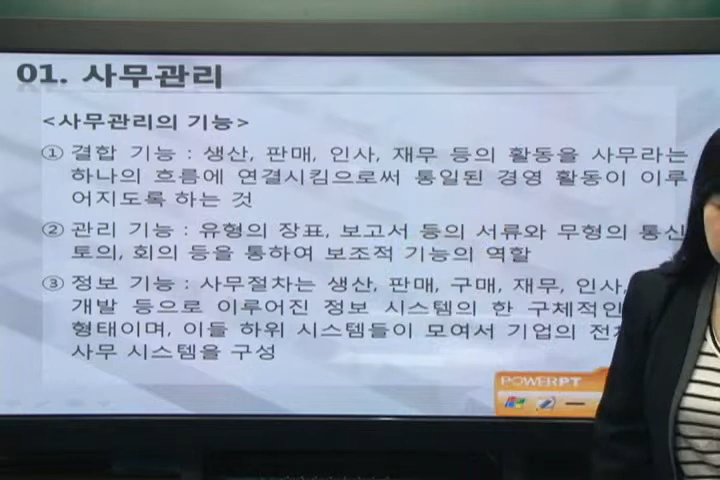 01. 사무관리
<사무관리의 기능>
① 결합 기능 : 생산, 판매, 인사, 재무 등의 활동을 사무라는
하나의 흐름에 연결시킴으로써 통일된 경영 활동이 이루
어지도록 하는 것
② 관리 기능 : 유형의 장표, 보고서 등의 서류와 무형의 통신
토의, 회의 등을 통하여 보조적 기능의 역할
③ 정보 기능 : 사무절차는 생산, 판매, 구매, 재무, 인사,
개발 등으로 이루어진 정보 시스템의 한 구체적인
형태이며, 이들 하위 시스템들이 모여서 기업의
사무 시스템을 구성
POWERPT